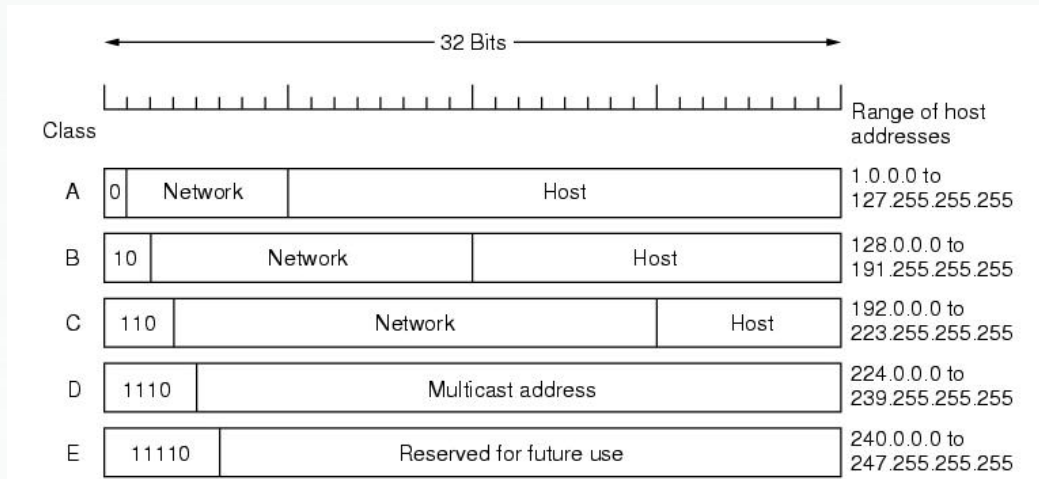 32 Bits
Class
Range of host
addresses
A 0 Network Host 1.0.0.0 to
127.255.255.255
B 10 Network Host 128.0.0.0 to
191.255.255.255
C 110 Network Host 192.0.0.0 to
223.255.255.255
D 1110 Multicast address 224.0.0.0 to
239.255.255.255
E 11110 Reserved for future use 240.0.0.0 to
247.255.255.255